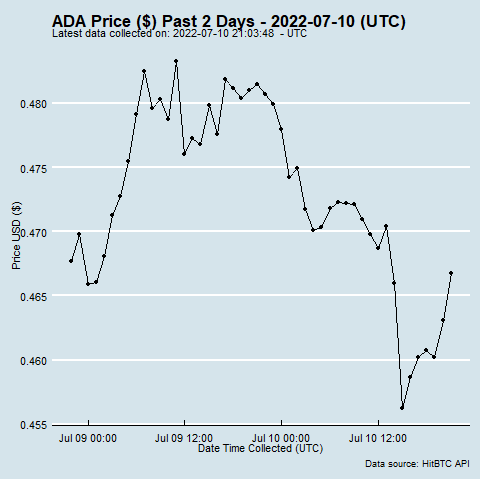 ADA Price ($) Past 2 Days - 2022-07-10 (UTC)
Latest data collected on: 2022-07-10 21:03:48  - UTC
Price USD ($)
0.480
0.475
0.470
0.465
0.460
0.455
Jul 09 00:00
Jul 09 12:00
Jul 10 00:00
Jul 10 12:00
Date Time Collected (UTC)
Data source: HitBTC API